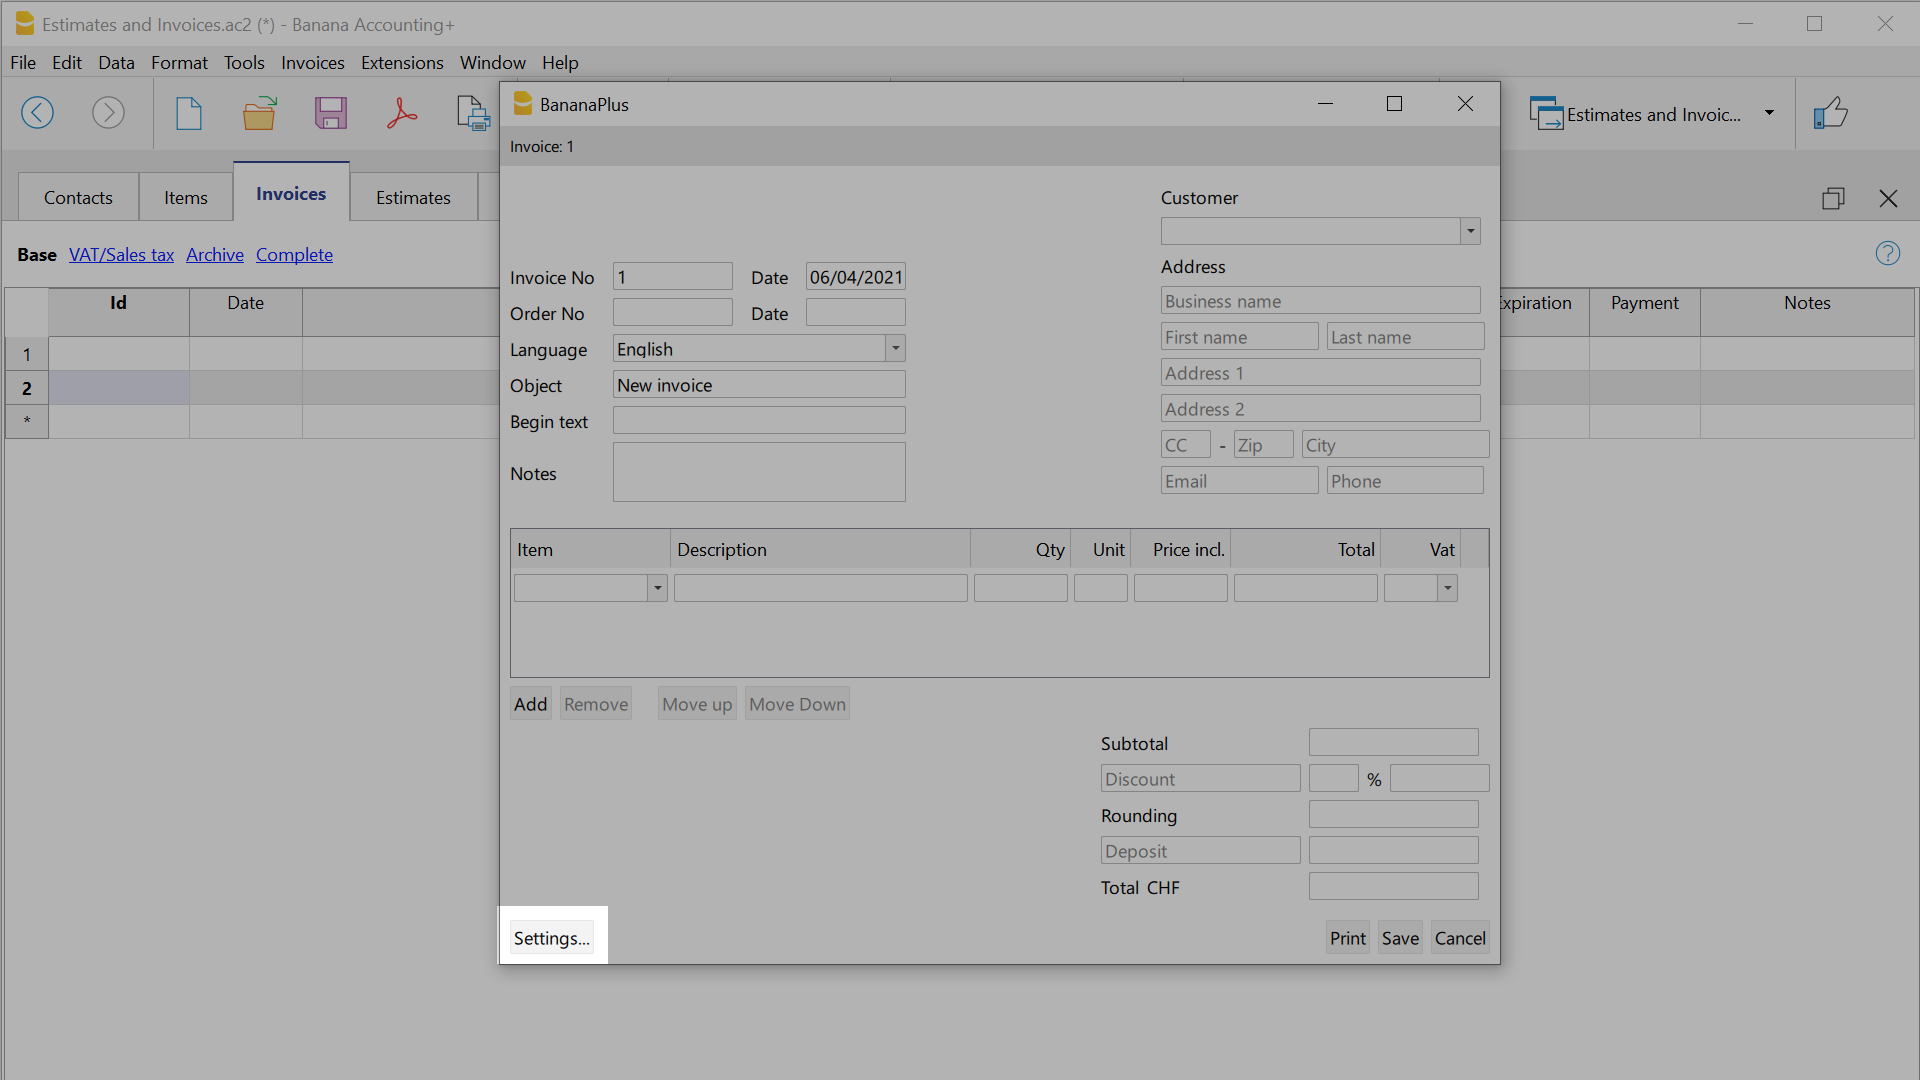 Estimates and Invoices.ac2 (*) - Banana Accounting+
File Edit Data Format Tools Invoices Extensions Window Help
BananaPlus
Estimates and Invoic...
Invoice: 1
Contacts Items Invoices Estimates
Base VAT/Sales tax Archive Complete
Id Date Expiration Payment Notes
1
2
*
Customer
Address
Invoice No 1 Date 06/04/2021
Business name
Order No Date
First name Last name
Language English
Address 1
Object New invoice
Address 2
Begin text
CC - Zip City
Notes
Email Phone
Item Description Qty Unit Price incl. Total Vat
Add Remove Move up Move Down
Subtotal
Discount %
Rounding
Deposit
Total CHF
Settings... Print Save Cancel